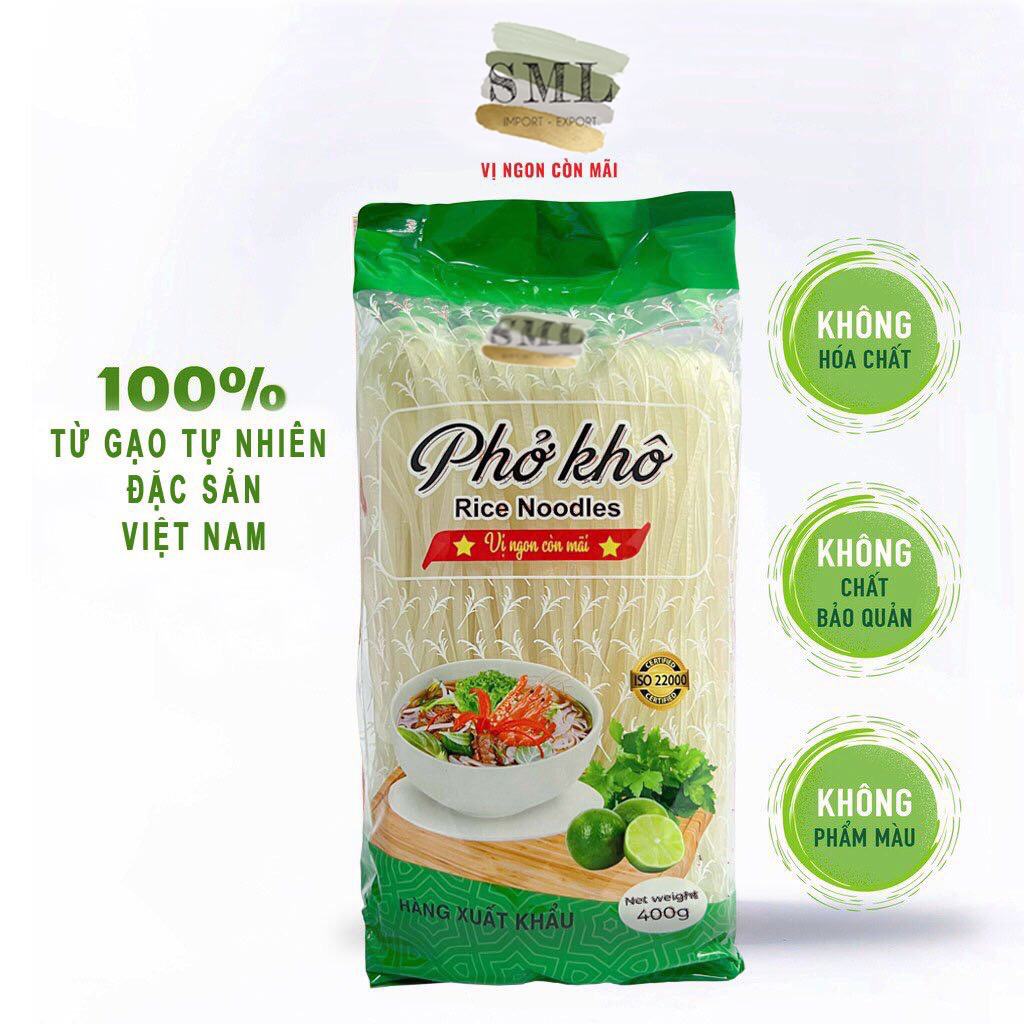 SML
IMPORT - EXPORT
VỊ NGON CÒN MÃI
100%
TỪ GẠO TỰ NHIÊN
ĐẶC SẢN
VIỆT NAM
KHÔNG
HÓA CHẤT
KHÔNG
CHẤT
BẢO QUẢN
KHÔNG
PHẨM MÀU
SML
Phở khô
Rice Noodles
Vị ngon còn mãi
CERTIFIED
ISO 22000
CERTIFIED
Net weight
400g
HÀNG XUẤT KHẨU